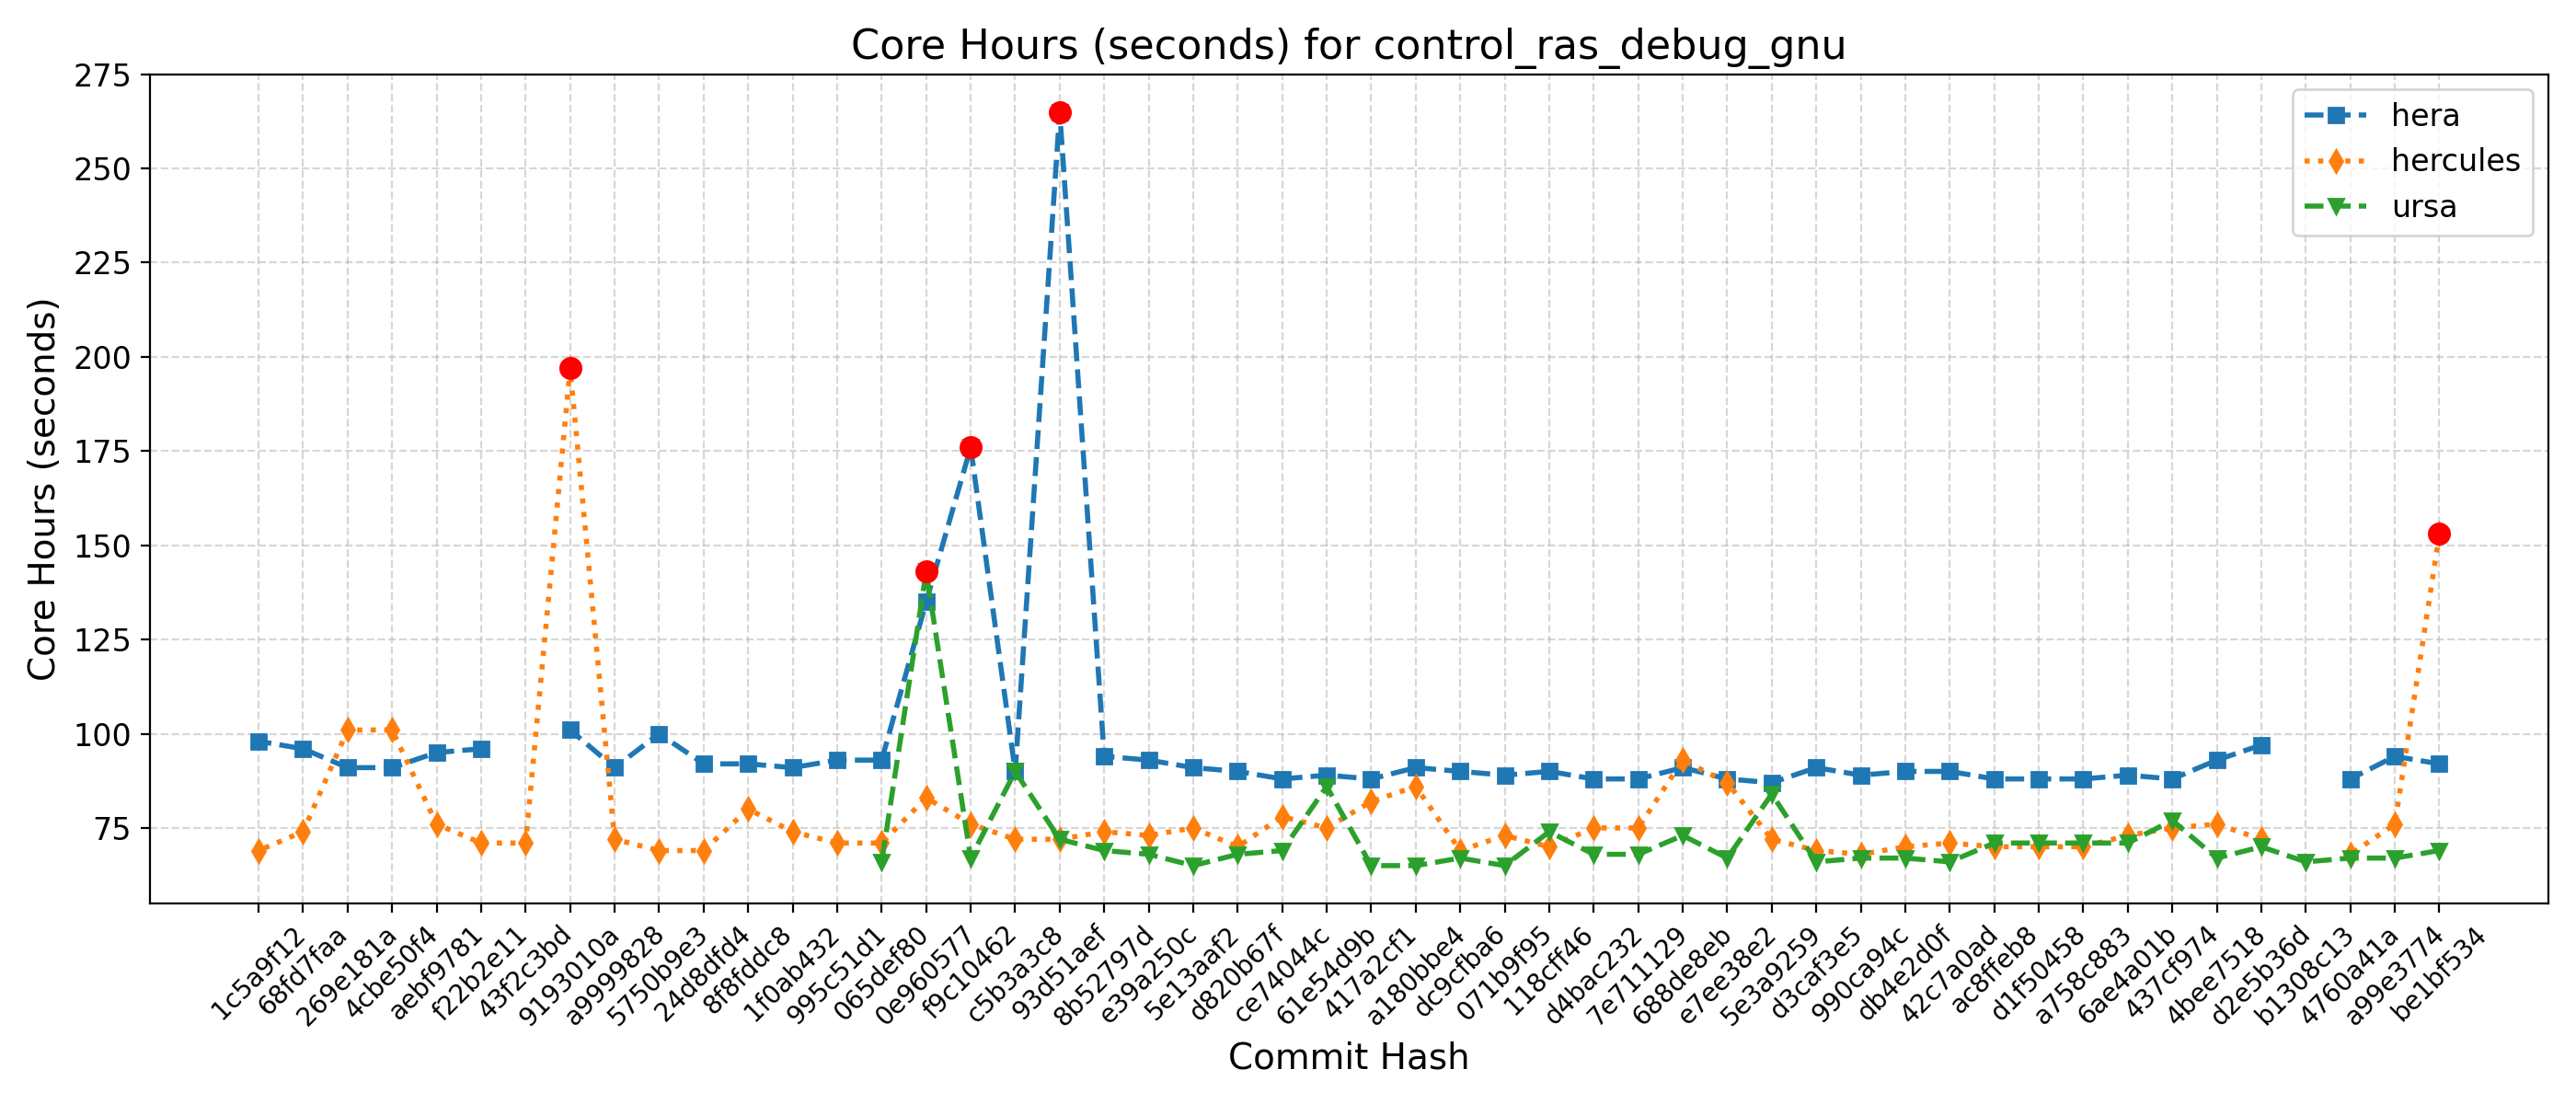 Core Hours (seconds) for control_ras_debug_gnu
275
250
225
200
175
150
125
100
75
Core Hours (seconds)
hera
hercules
ursa
1c5a9f12
68fd7faa
269e181a
4cbe50f4
aebf9781
f22b2e11
43f2c3bd
9193010a
a9999828
5750b9e3
24d8dfd4
8f8fddc8
1f0ab432
995c51d1
065def80
0e960577
f9c10462
c5b3a3c8
93d51aef
8b52797d
e39a250c
5e13aaf2
d820b67f
ce74044c
61e54d9b
417a2cf1
a180bbe4
dc9cfba6
071b9f95
118cff46
d4bac232
7e711129
688de8eb
e7ee38e2
5e3a9259
d3caf3e5
990ca94c
db4e2d0f
42c7a0ad
ac8ffeb8
d1f50458
a758c883
6ae4a01b
437cf974
4bee7518
d2e5b36d
b1308c13
4760a41a
a99e3774
be1bf534
Commit Hash